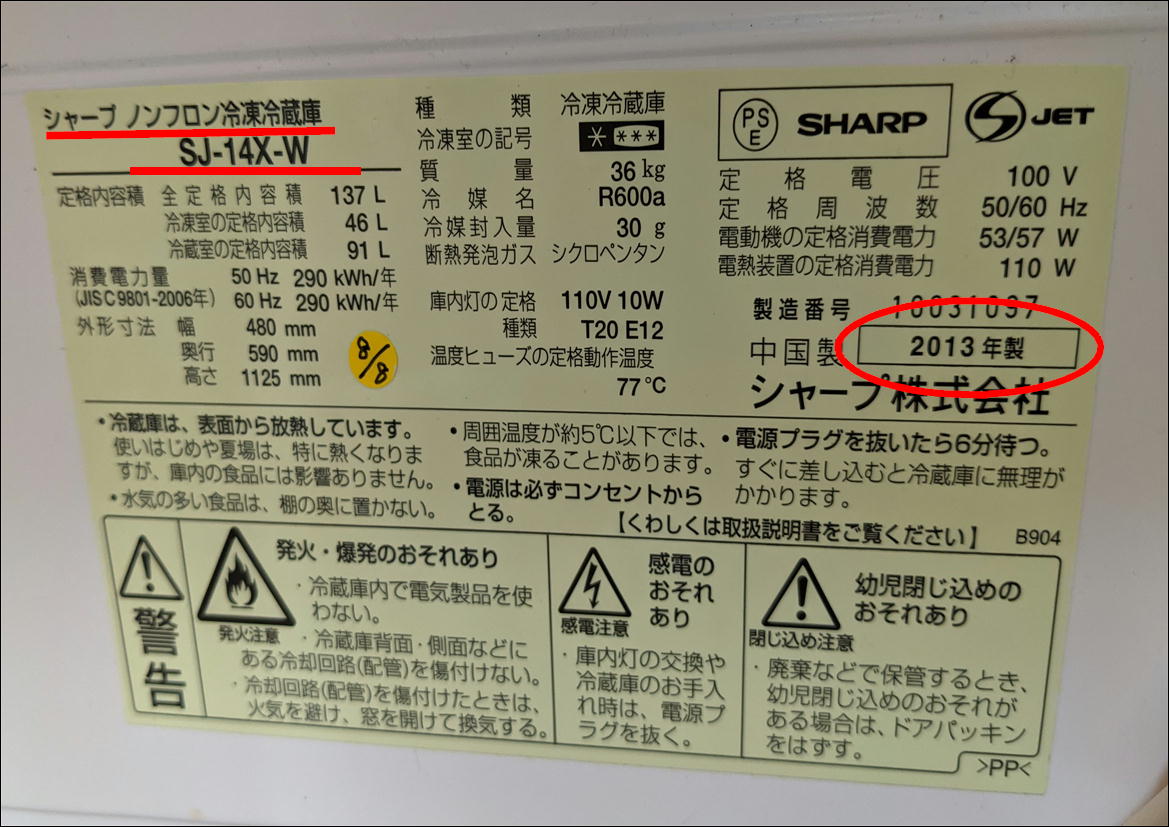 シャープ ノンフロン冷凍冷蔵庫
SJ-14X-W
定格内容積 全定格内容積 137 L
冷凍室の定格内容積 46 L
冷蔵室の定格内容積 91 L
消費電力量 50 Hz 290 kWh/年
(JIS C 9801-2006年) 60 Hz 290 kWh/年
外形寸法 幅 480 mm
奥行 590 mm
高さ 1125 mm
8/8
種類 冷凍冷蔵庫
冷凍室の記号 * ***
質量 36 kg
冷媒名 R600a
冷媒封入量 30 g
断熱発泡ガス シクロペンタン
庫内灯の定格 110V 10W
種類 T20 E12
温度ヒューズの定格動作温度
77℃
PSE SHARP JET
定格電圧 100 V
定格周波数 50/60 Hz
電動機の定格消費電力 53/57 W
電熱装置の定格消費電力 110 W
製造番号 10031097
中国製 2013年製
シャープ株式会社
・冷蔵庫は、表面から放熱しています。
使いはじめや夏場は、特に熱くなりま
すが、庫内の食品には影響ありません。
・水気の多い食品は、棚の奥に置かない。
・周囲温度が約5℃以下では、
食品が凍ることがあります。
・電源は必ずコンセントから
とる。
・電源プラグを抜いたら6分待つ。
すぐに差し込むと冷蔵庫に無理が
かかります。
【くわしくは取扱説明書をご覧ください】 B904
警告
発火注意
発火・爆発のおそれあり
・冷蔵庫内で電気製品を使
わない。
・冷蔵庫背面・側面などに
ある冷却回路(配管)を傷付けない。
・冷却回路(配管)を傷付けたときは、
火気を避け、窓を開けて換気する。
感電注意
感電の
おそれ
あり
・庫内灯の交換や
冷蔵庫のお手入
れ時は、電源プ
ラグを抜く。
閉じ込め注意
幼児閉じ込めの
おそれあり
・廃棄などで保管するとき、
幼児閉じ込めのおそれが
ある場合は、ドアパッキン
をはずす。
>PP<